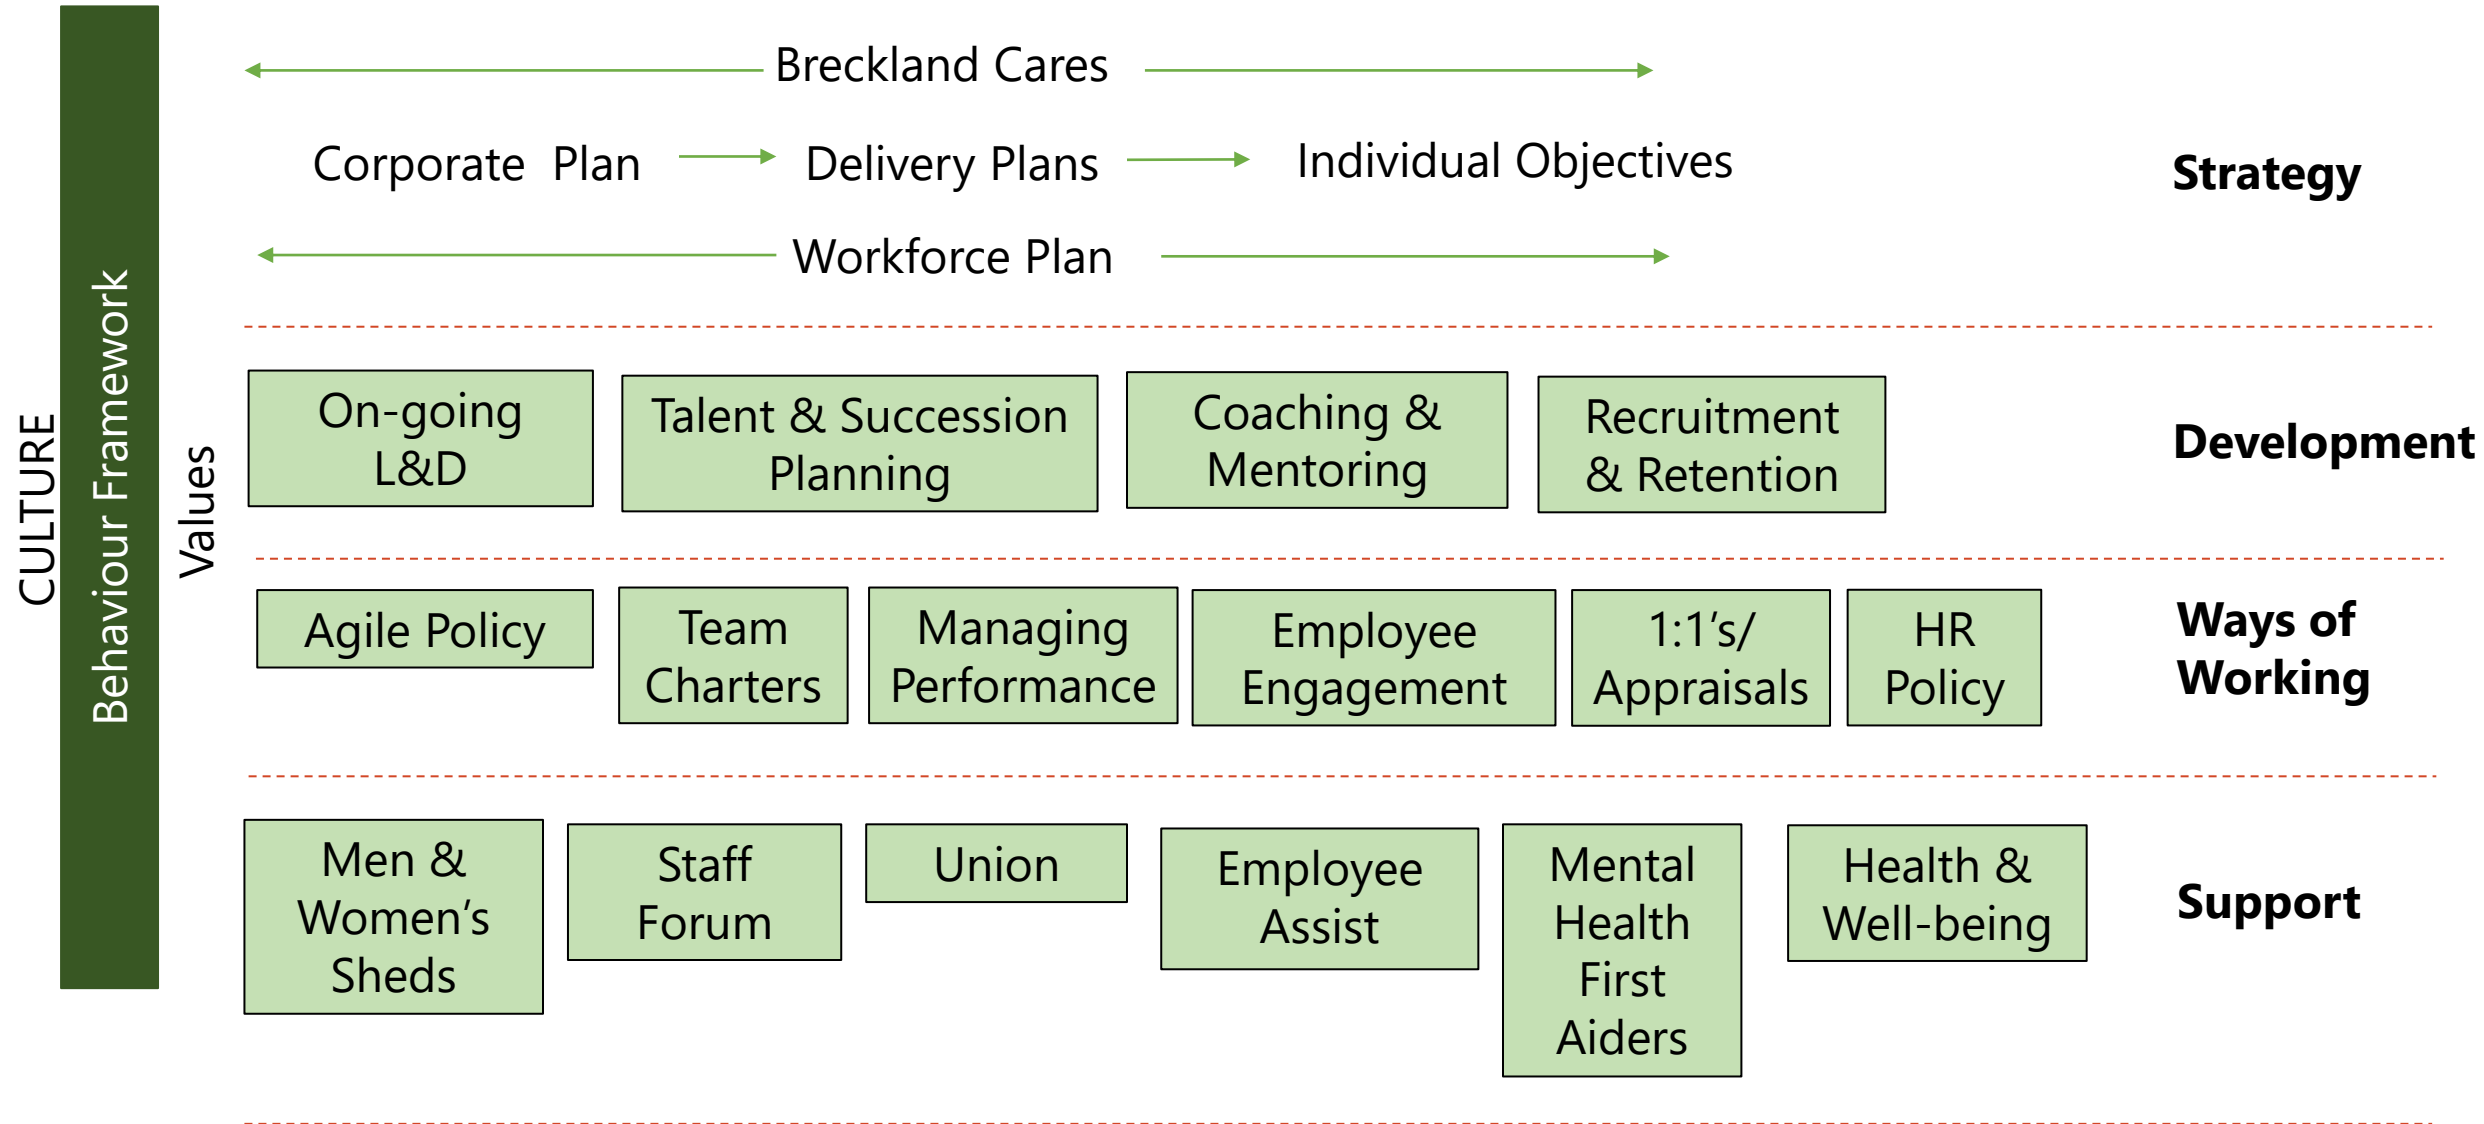 CULTURE
Behaviour Framework
Values
Breckland Cares
Corporate Plan
Delivery Plans
Individual Objectives
Workforce Plan
Strategy
On-going
L&D
Talent & Succession
Planning
Coaching &
Mentoring
Recruitment
& Retention
Development
Agile Policy
Team
Charters
Managing
Performance
Employee
Engagement
1:1’s/
Appraisals
HR
Policy
Ways of
Working
Men &
Women’s
Sheds
Staff
Forum
Union
Employee
Assist
Mental
Health
First
Aiders
Health &
Well-being
Support